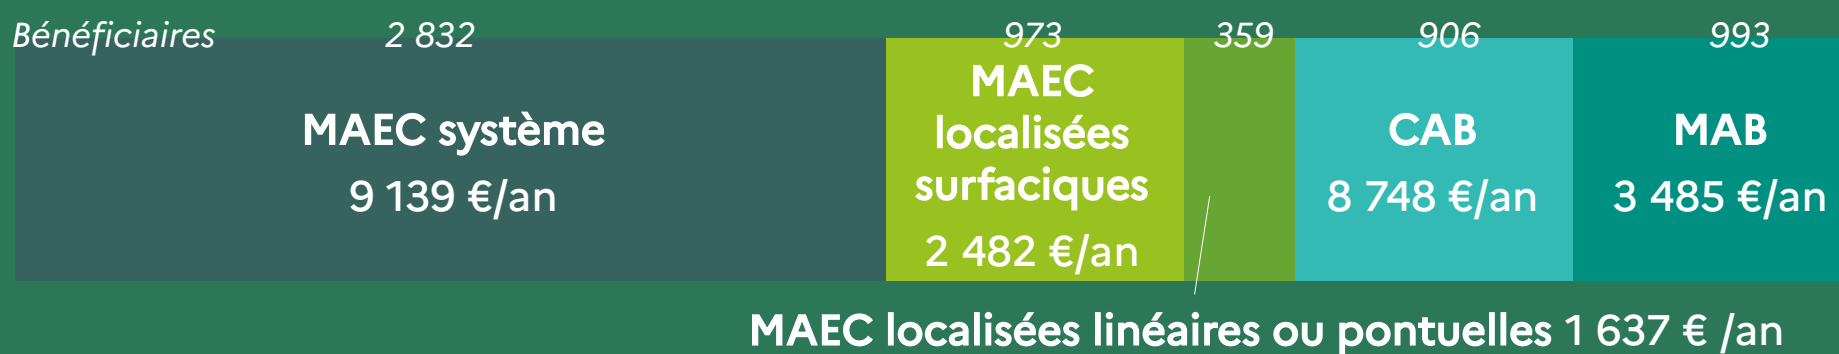 Bénéficiaires 2 832 973 359 906 993
MAEC système
9 139 €/an
MAEC
localisées
surfaciques
2 482 €/an
CAB
8 748 €/an
MAB
3 485 €/an
MAEC localisées linéaires ou pontuelles 1 637 € /an